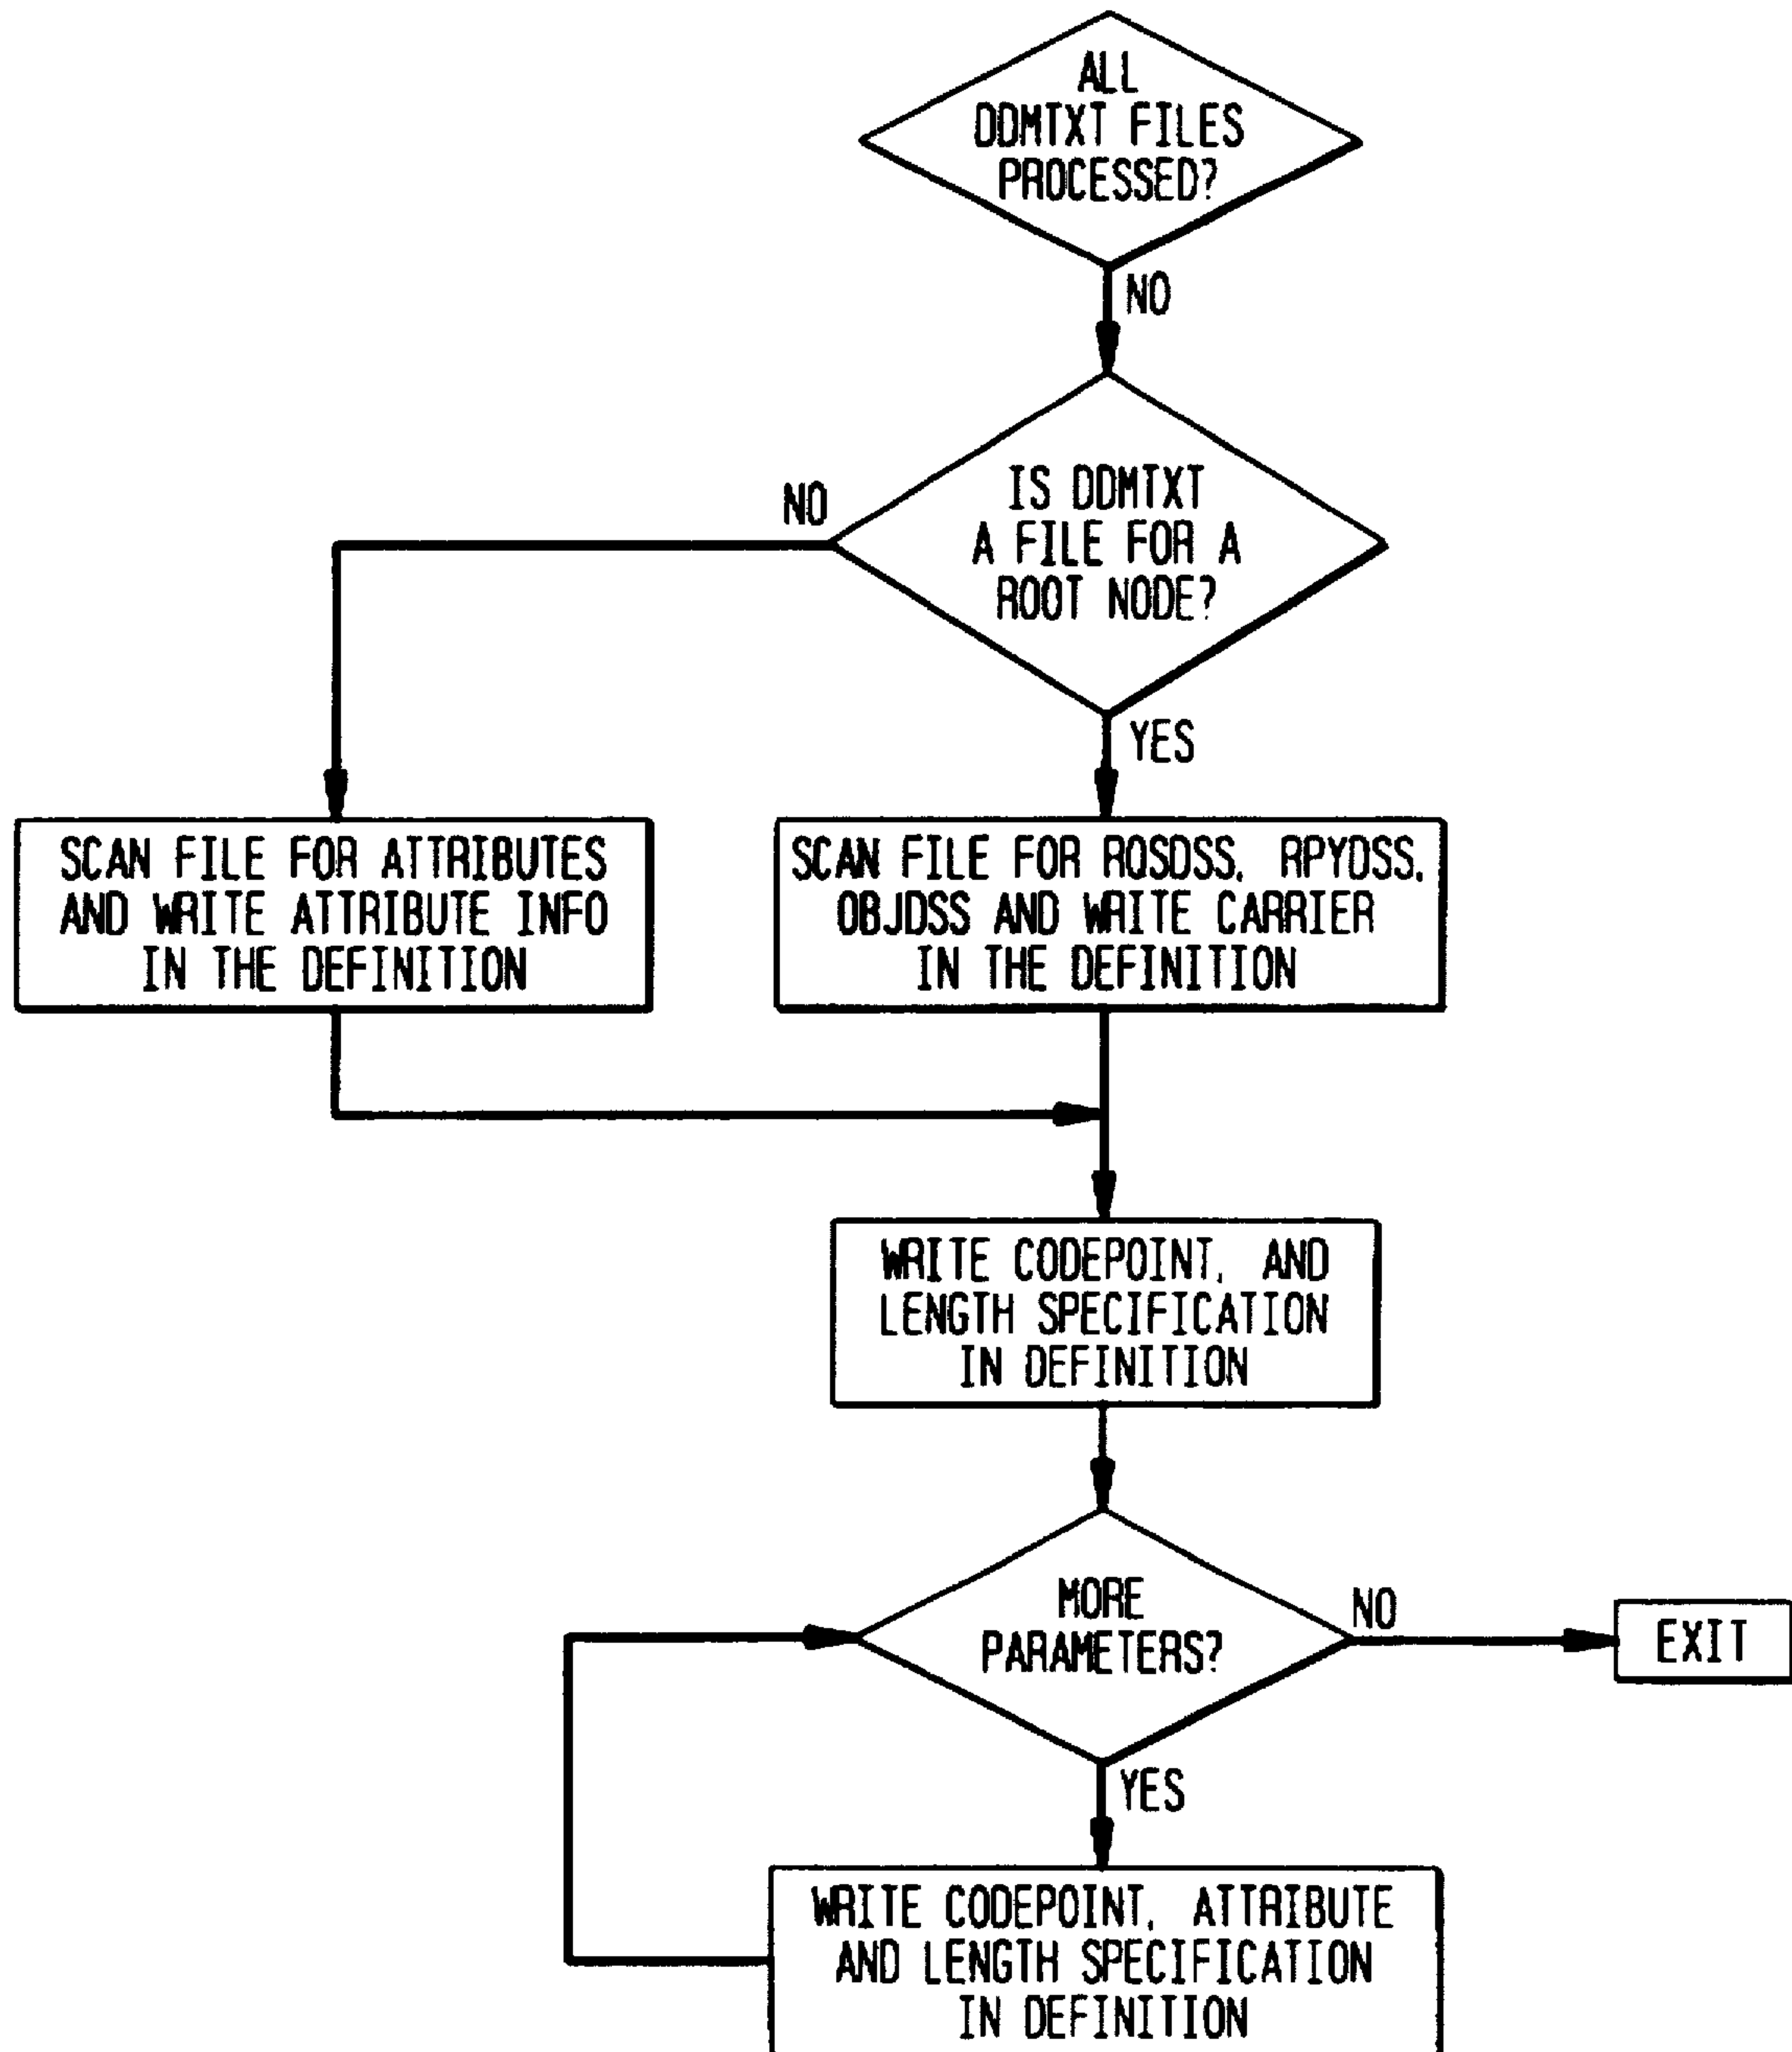 ALL
DDMTXT FILES
PROCESSED?
NO
IS DDMTXT
A FILE FOR A
ROOT NODE?
NO
YES
SCAN FILE FOR ATTRIBUTES
AND WRITE ATTRIBUTE INFO
IN THE DEFINITION
SCAN FILE FOR RQSDSS, RPYDSS,
OBJDSS AND WRITE CARRIER
IN THE DEFINITION
WRITE CODEPOINT, AND
LENGTH SPECIFICATION
IN DEFINITION
MORE
PARAMETERS?
NO
EXIT
YES
WRITE CODEPOINT, ATTRIBUTE
AND LENGTH SPECIFICATION
IN DEFINITION